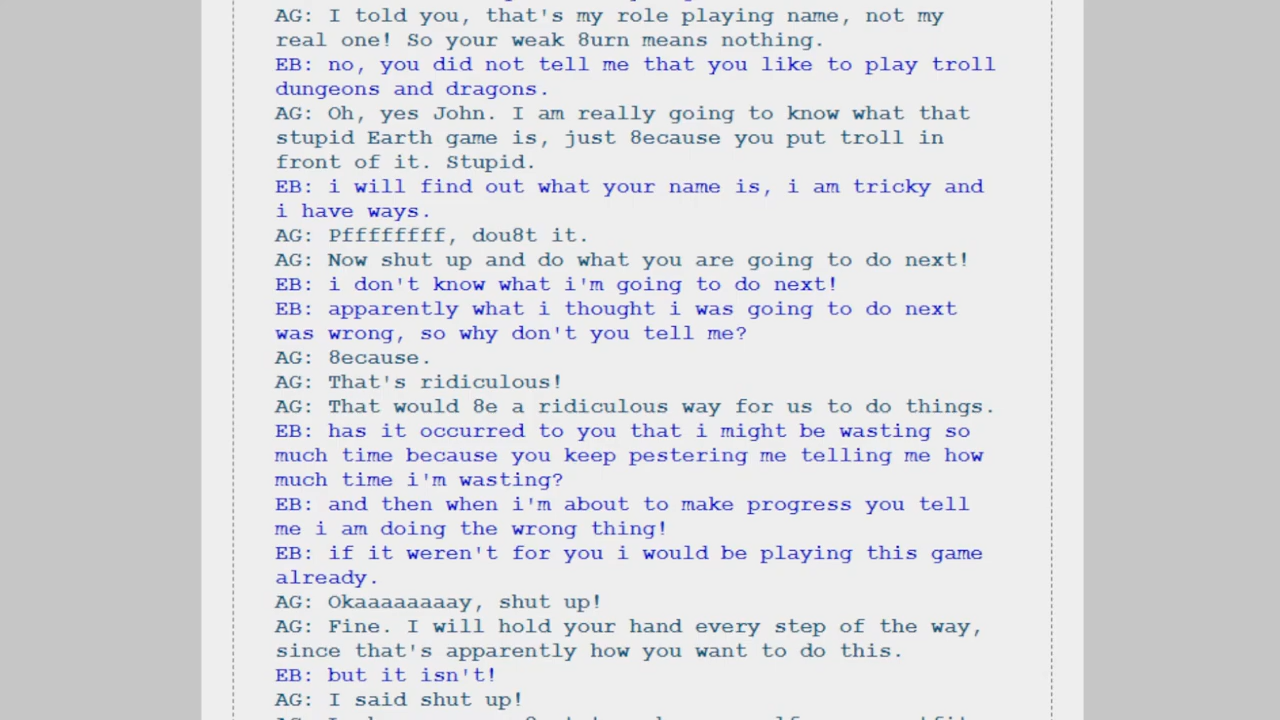 AG: I told you, that's my role playing name, not my
real one! So your weak 8urn means nothing.
EB: no, you did not tell me that you like to play troll
dungeons and dragons.
AG: Oh, yes John. I am really going to know what that
stupid Earth game is, just 8ecause you put troll in
front of it. Stupid.
EB: i will find out what your name is, i am tricky and
i have ways.
AG: Pffffffff, dou8t it.
AG: Now shut up and do what you are going to do next!
EB: i don't know what i'm going to do next!
EB: apparently what i thought i was going to do next
was wrong, so why don't you tell me?
AG: 8ecause.
AG: That's ridiculous!
AG: That would 8e a ridiculous way for us to do things.
EB: has it occurred to you that i might be wasting so
much time because you keep pestering me telling me how
much time i'm wasting?
EB: and then when i'm about to make progress you tell
me i am doing the wrong thing!
EB: if it weren't for you i would be playing this game
already.
AG: Okaaaaaaaay, shut up!
AG: Fine. I will hold your hand every step of the way,
since that's apparently how you want to do this.
EB: but it isn't!
AG: I said shut up!